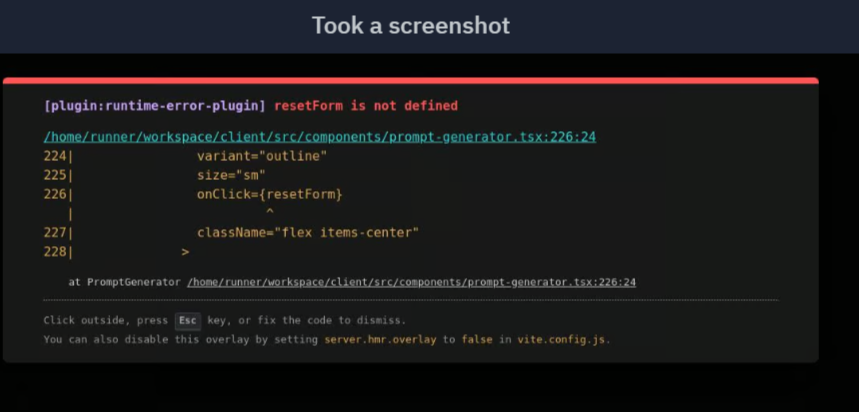 Took a screenshot
[plugin:runtime-error-plugin] resetForm is not defined
/home/runner/workspace/client/src/components/prompt-generator.tsx:226:24
224|                variant="outline"
225|                size="sm"
226|                onClick={resetForm}
   |                         ^
227|                className="flex items-center"
228|              >
at PromptGenerator /home/runner/workspace/client/src/components/prompt-generator.tsx:226:24
Click outside, press Esc key, or fix the code to dismiss.
You can also disable this overlay by setting server.hmr.overlay to false in vite.config.js.